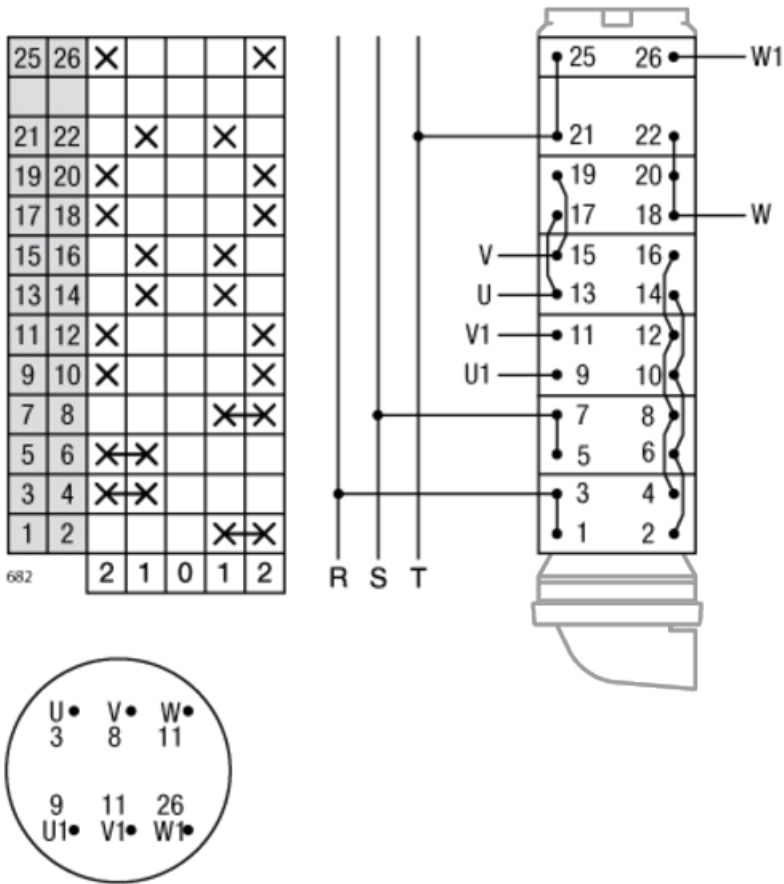 25 26
21 22
19 20
17 18
15 16
13 14
11 12
9 10
7 8
5 6
3 4
1 2
682 2 1 0 1 2
R S T
25 26 W1
21 22
19 20
17 18 W
V 15 16
U 13 14
V1 11 12
U1 9 10
7 8
5 6
3 4
1 2
U V W
3 8 11
9 11 26
U1 V1 W1